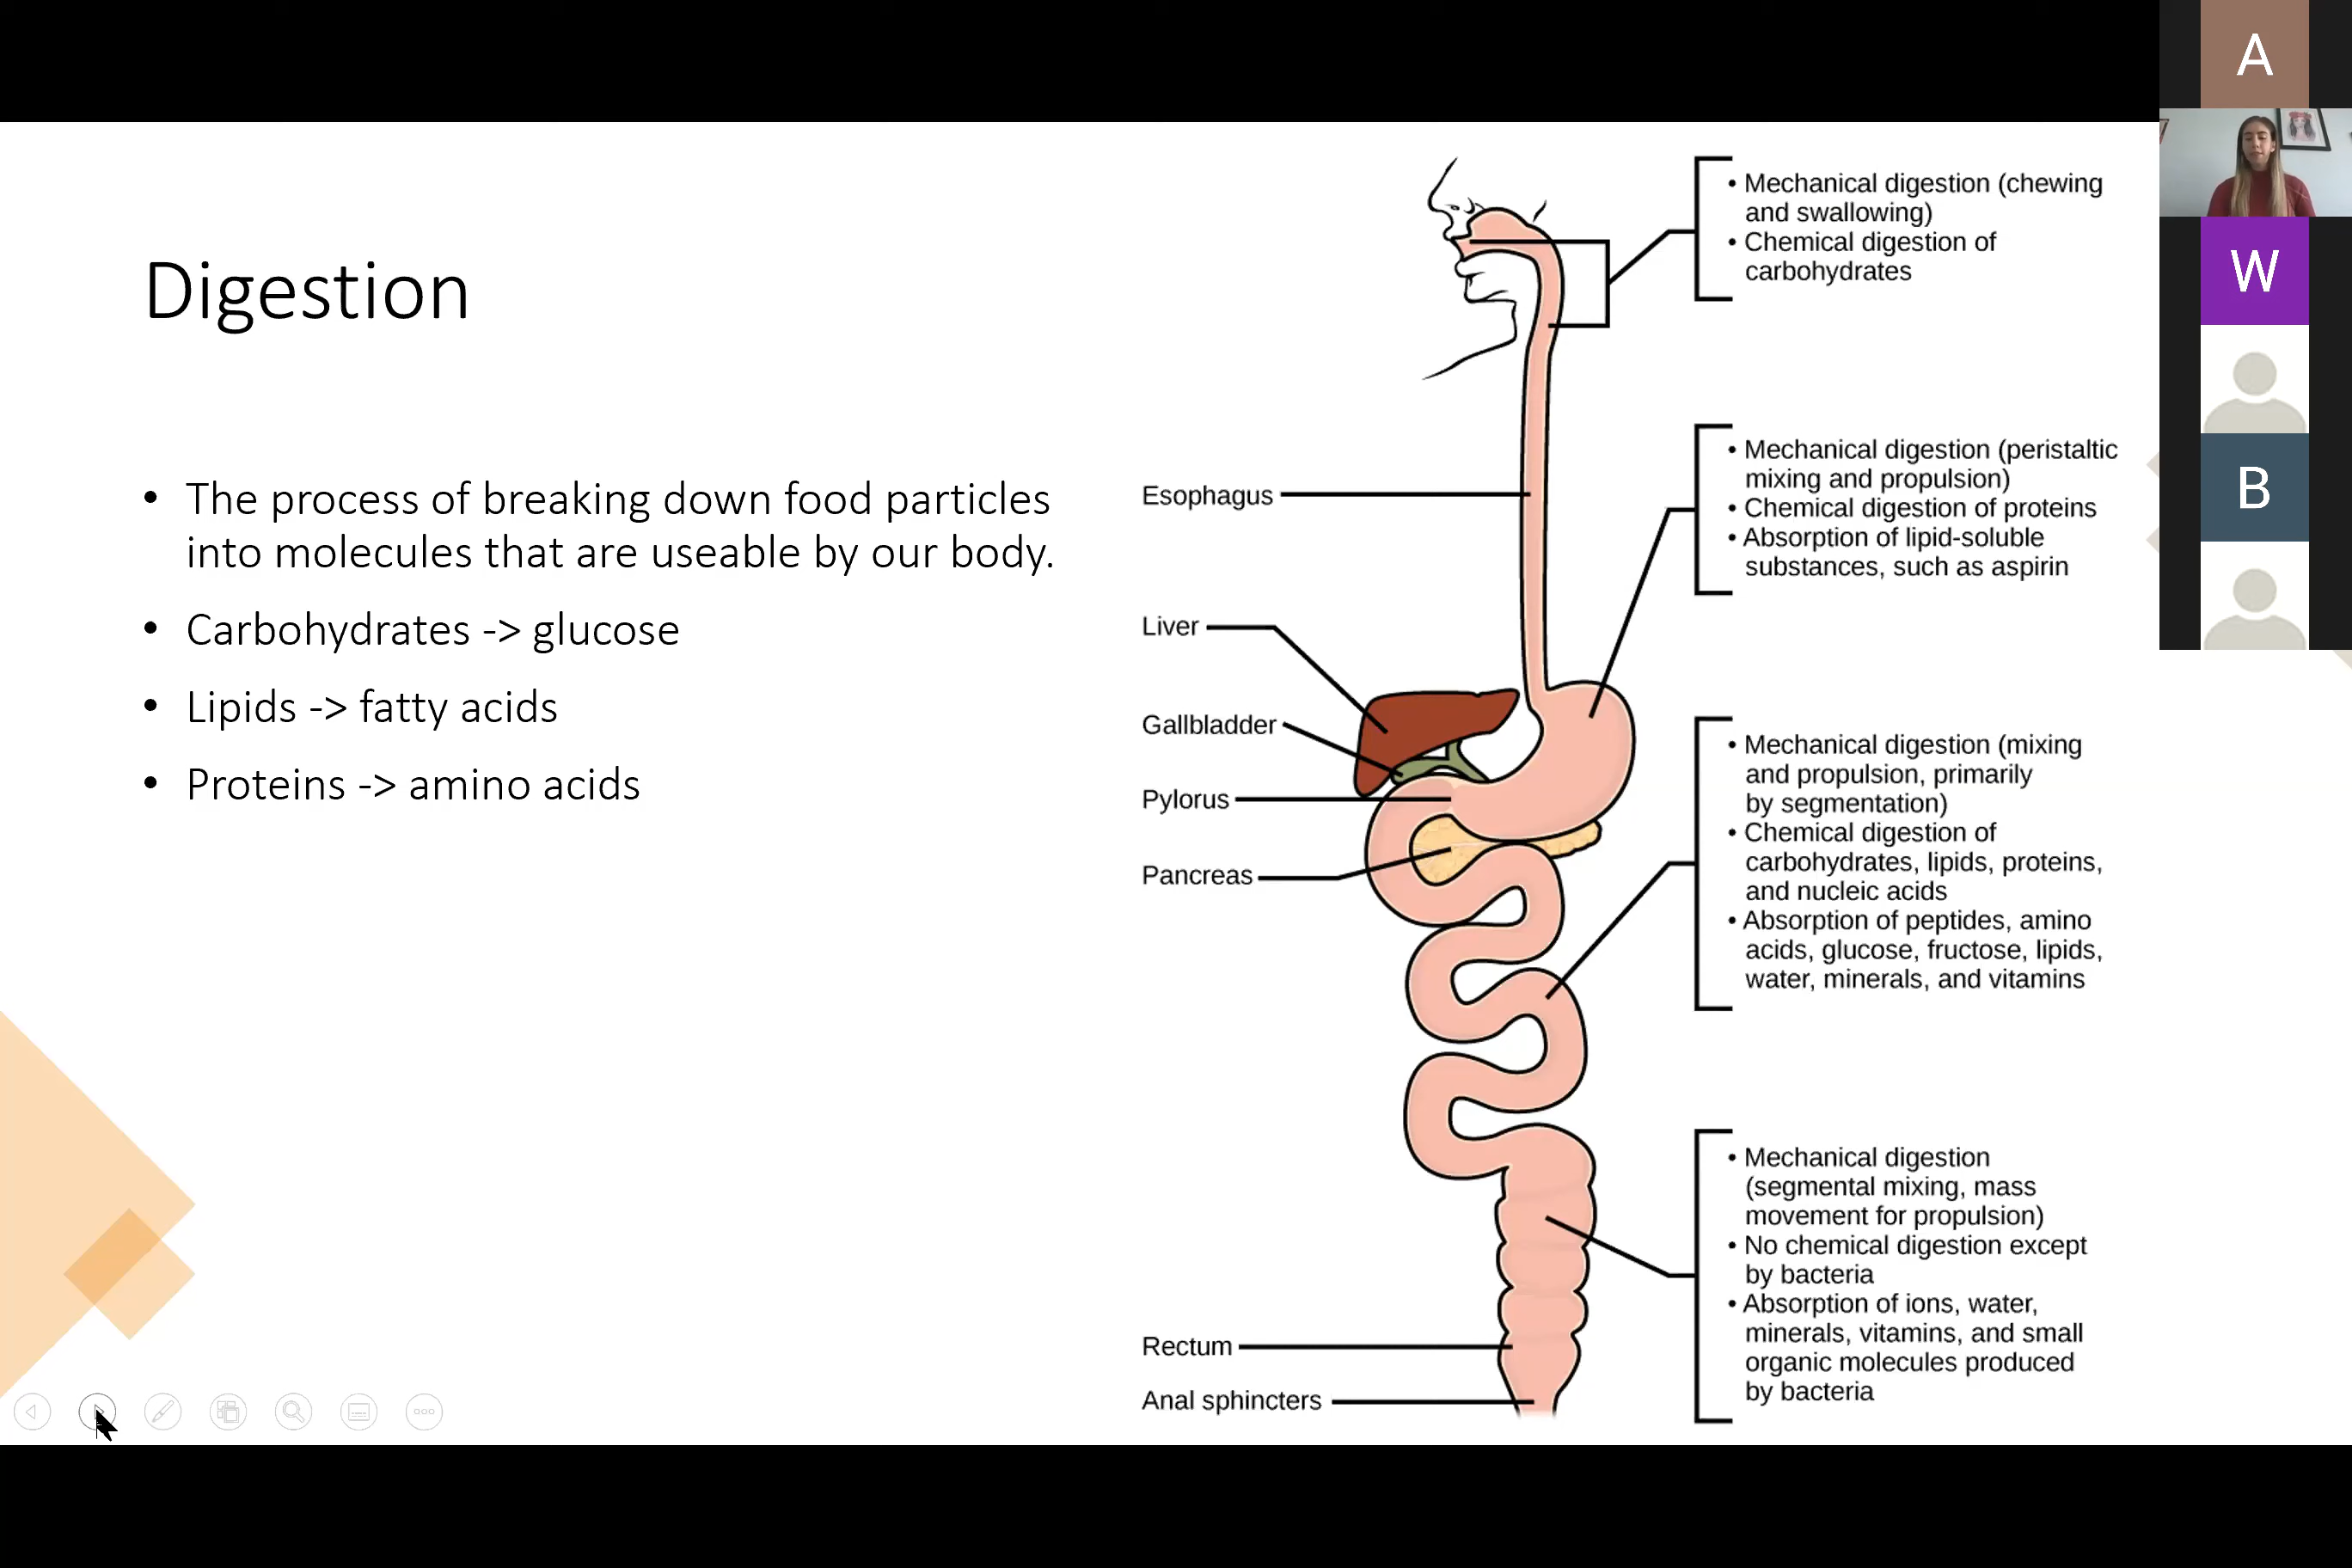 Digestion
• The process of breaking down food particles
into molecules that are useable by our body.
• Carbohydrates -> glucose
• Lipids -> fatty acids
• Proteins -> amino acids
Esophagus
Liver
Gallbladder
Pylorus
Pancreas
Rectum
Anal sphincters
• Mechanical digestion (chewing
and swallowing)
• Chemical digestion of
carbohydrates
• Mechanical digestion (peristaltic
mixing and propulsion)
• Chemical digestion of proteins
• Absorption of lipid-soluble
substances, such as aspirin
• Mechanical digestion (mixing
and propulsion, primarily
by segmentation)
• Chemical digestion of
carbohydrates, lipids, proteins,
and nucleic acids
• Absorption of peptides, amino
acids, glucose, fructose, lipids,
water, minerals, and vitamins
• Mechanical digestion
(segmental mixing, mass
movement for propulsion)
• No chemical digestion except
by bacteria
• Absorption of ions, water,
minerals, vitamins, and small
organic molecules produced
by bacteria
A
W
B